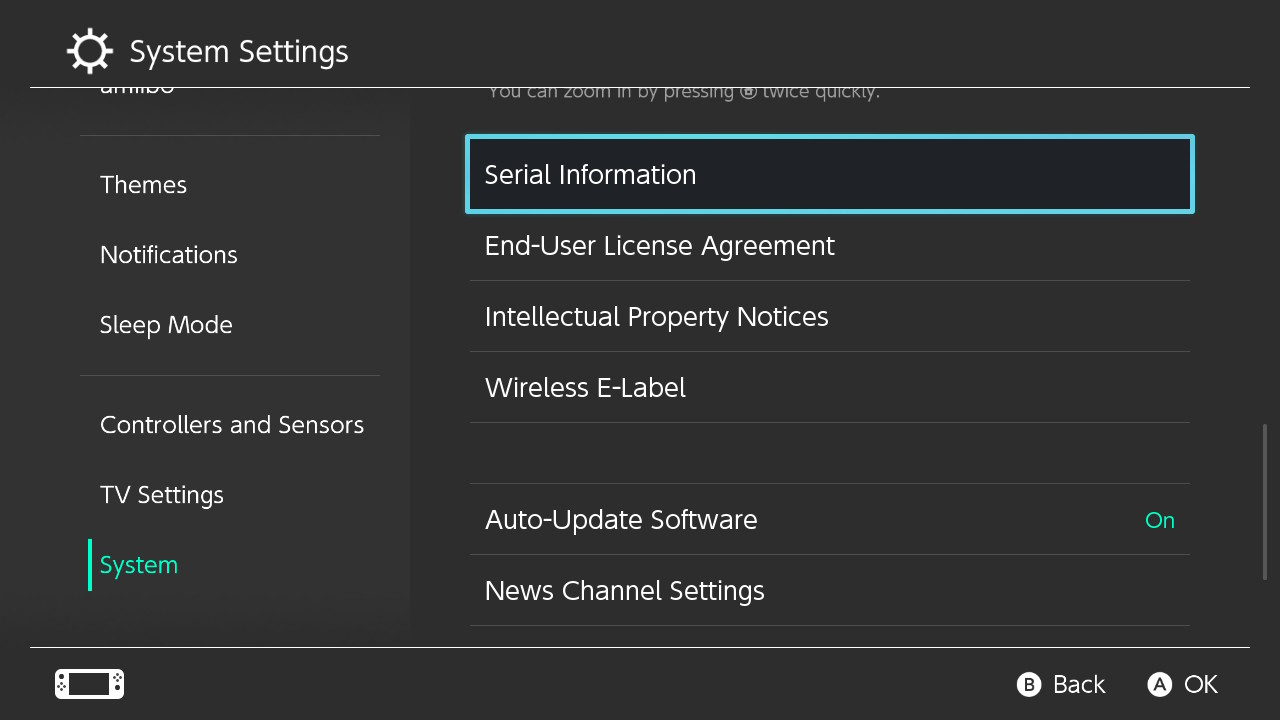 System Settings
amiibo
Themes
Notifications
Sleep Mode
Controllers and Sensors
TV Settings
System
You can zoom in by pressing twice quickly.
Serial Information
End-User License Agreement
Intellectual Property Notices
Wireless E-Label
Auto-Update Software On
News Channel Settings
B Back A OK